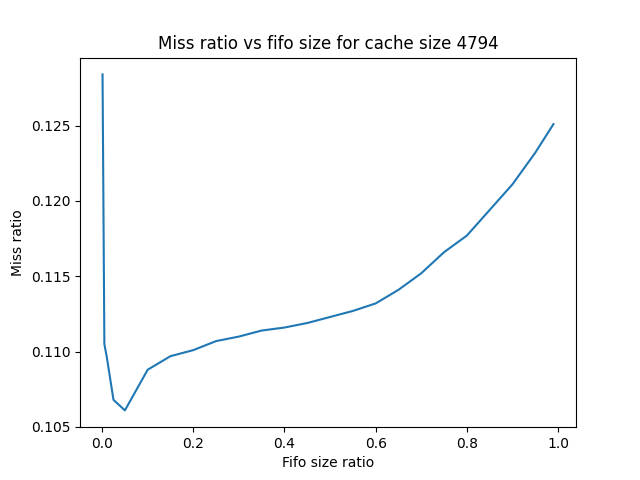 Miss ratio vs fifo size for cache size 4794
0.125
0.120
0.115
0.110
0.105
Miss ratio
0.0 0.2 0.4 0.6 0.8 1.0
Fifo size ratio